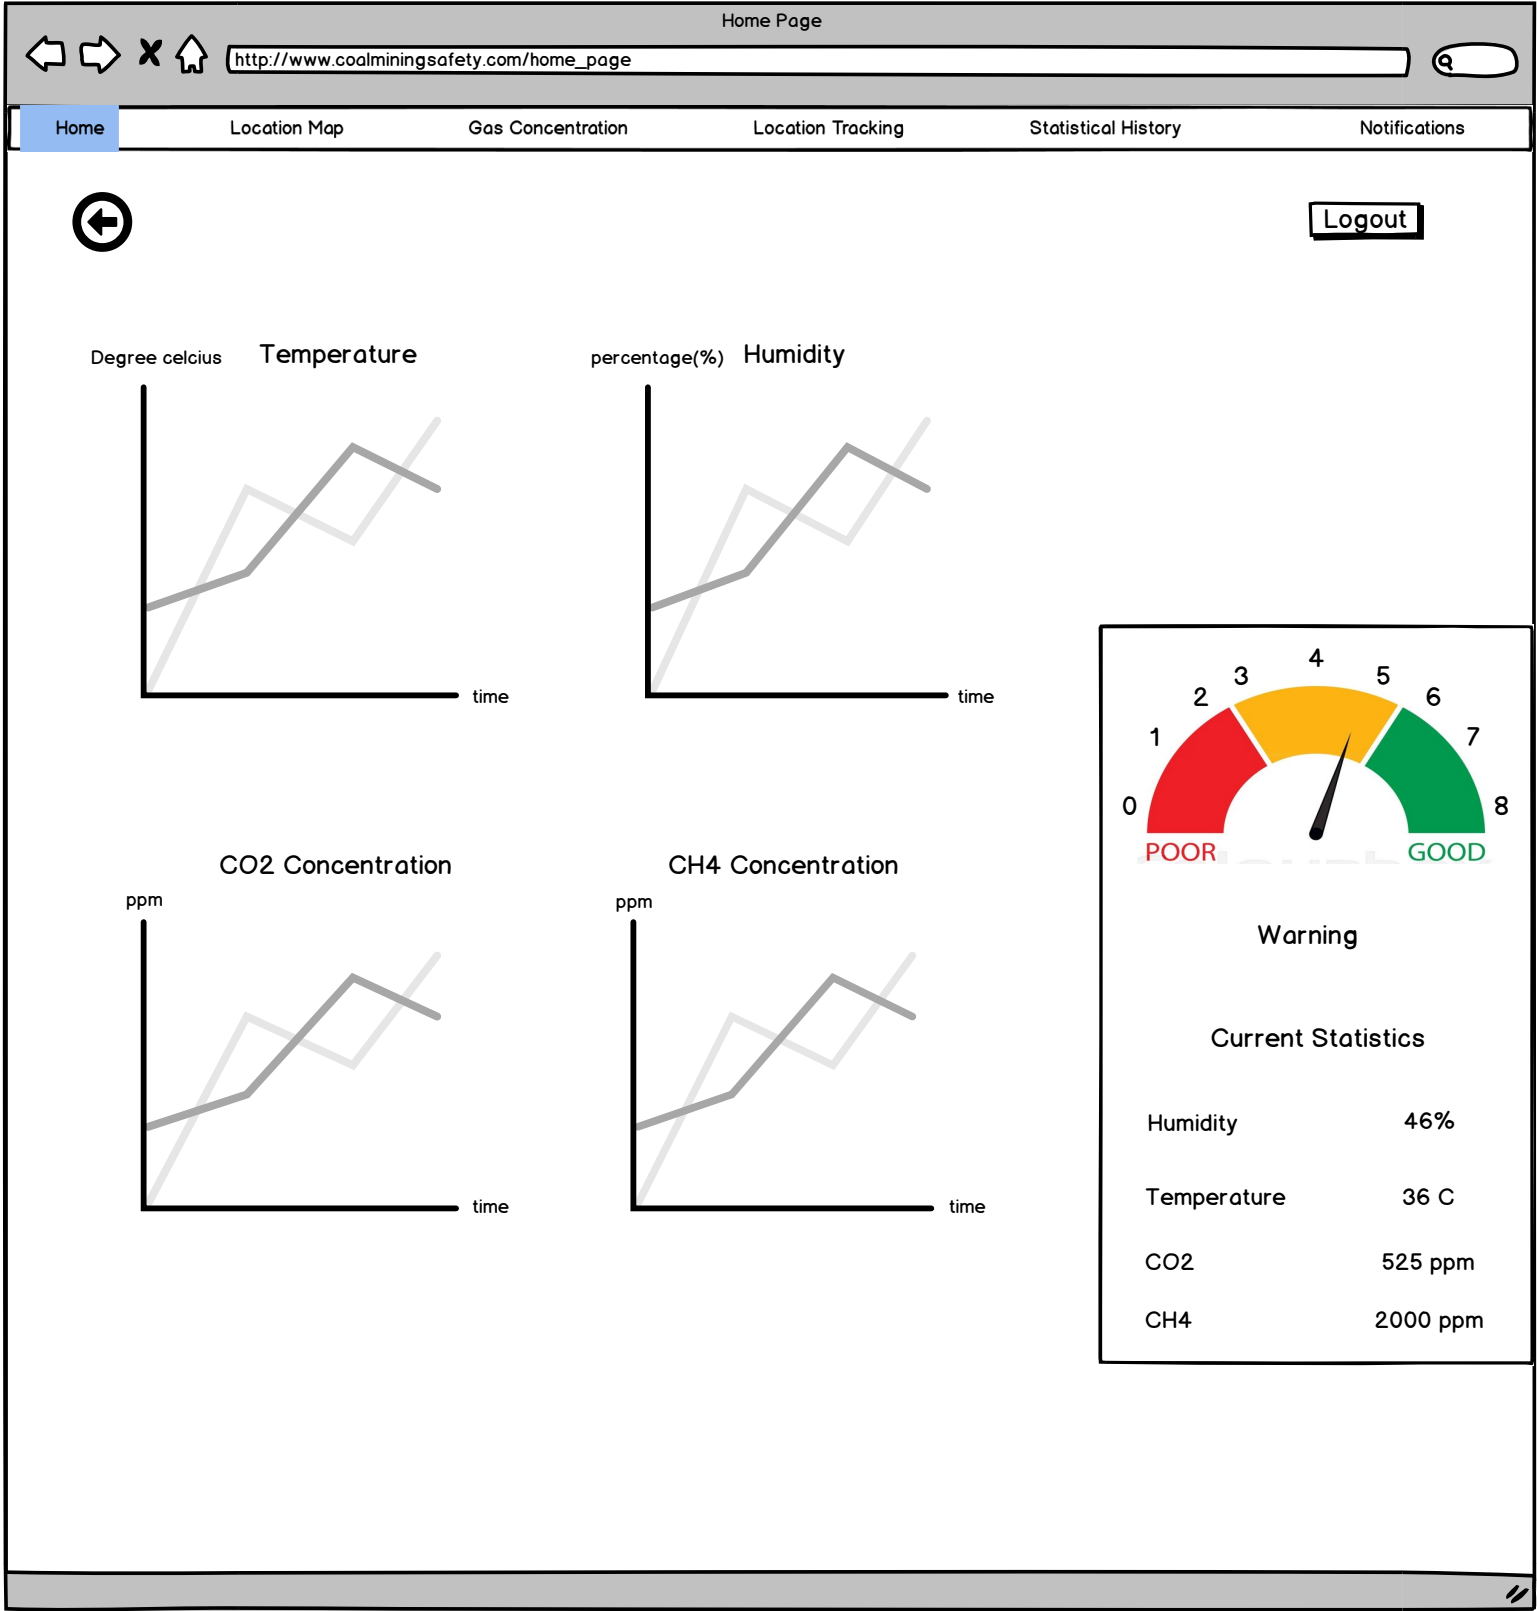 Home Page
http://www.coalminingsafety.com/home_page
Home Location Map Gas Concentration Location Tracking Statistical History Notifications
Logout
Degree celcius Temperature
percentage(%) Humidity
time
time
4
3 5
2 6
1 7
0 8
POOR GOOD
CO2 Concentration
CH4 Concentration
ppm
ppm
time
time
Warning
Current Statistics
Humidity 46%
Temperature 36 C
CO2 525 ppm
CH4 2000 ppm